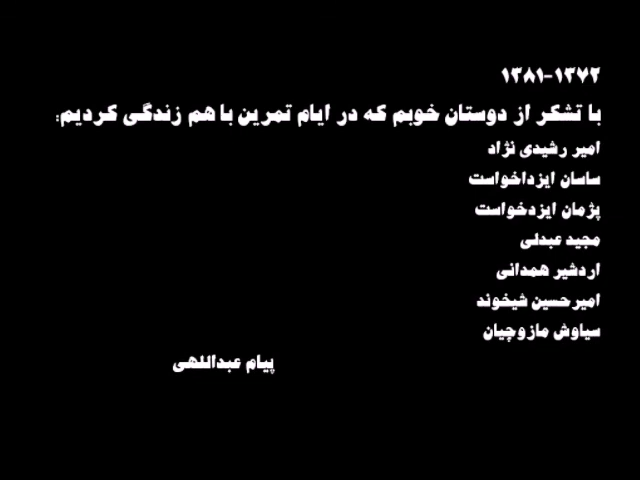 ۱۳۷۲-۱۳۸۱
با تشکر از دوستان خوبم که در ایام تمرین با هم زندگی کردیم:
امیر رشیدی نژاد
ساسان ایزداخواست
پژمان ایزدخواست
مجید عبدلی
اردشیر همدانی
امیرحسین شیخوند
سیاوش مازوچیان
پیام عبداللهی